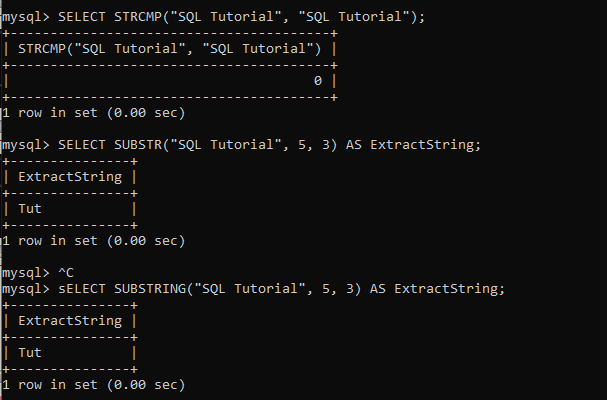 mysql> SELECT STRCMP("SQL Tutorial", "SQL Tutorial");
+----------------------------------------+
| STRCMP("SQL Tutorial", "SQL Tutorial") |
+----------------------------------------+
|                                      0 |
+----------------------------------------+
1 row in set (0.00 sec)

mysql> SELECT SUBSTR("SQL Tutorial", 5, 3) AS ExtractString;
+---------------+
| ExtractString |
+---------------+
| Tut           |
+---------------+
1 row in set (0.00 sec)

mysql> ^C
mysql> sELECT SUBSTRING("SQL Tutorial", 5, 3) AS ExtractString;
+---------------+
| ExtractString |
+---------------+
| Tut           |
+---------------+
1 row in set (0.00 sec)